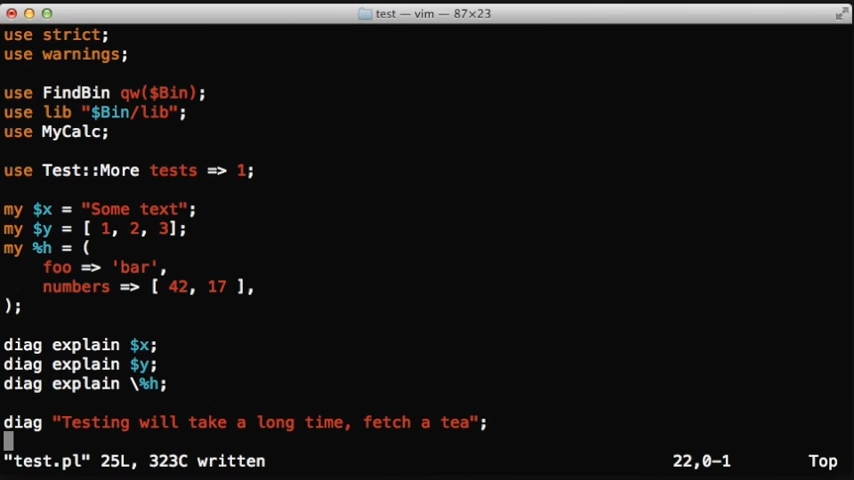 test — vim — 87×23
use strict;
use warnings;
use FindBin qw($Bin);
use lib "$Bin/lib";
use MyCalc;
use Test::More tests => 1;
my $x = "Some text";
my $y = [ 1, 2, 3];
my %h = (
    foo => 'bar',
    numbers => [ 42, 17 ],
);
diag explain $x;
diag explain $y;
diag explain \%h;
diag "Testing will take a long time, fetch a tea";
"test.pl" 25L, 323C written 22,0-1 Top